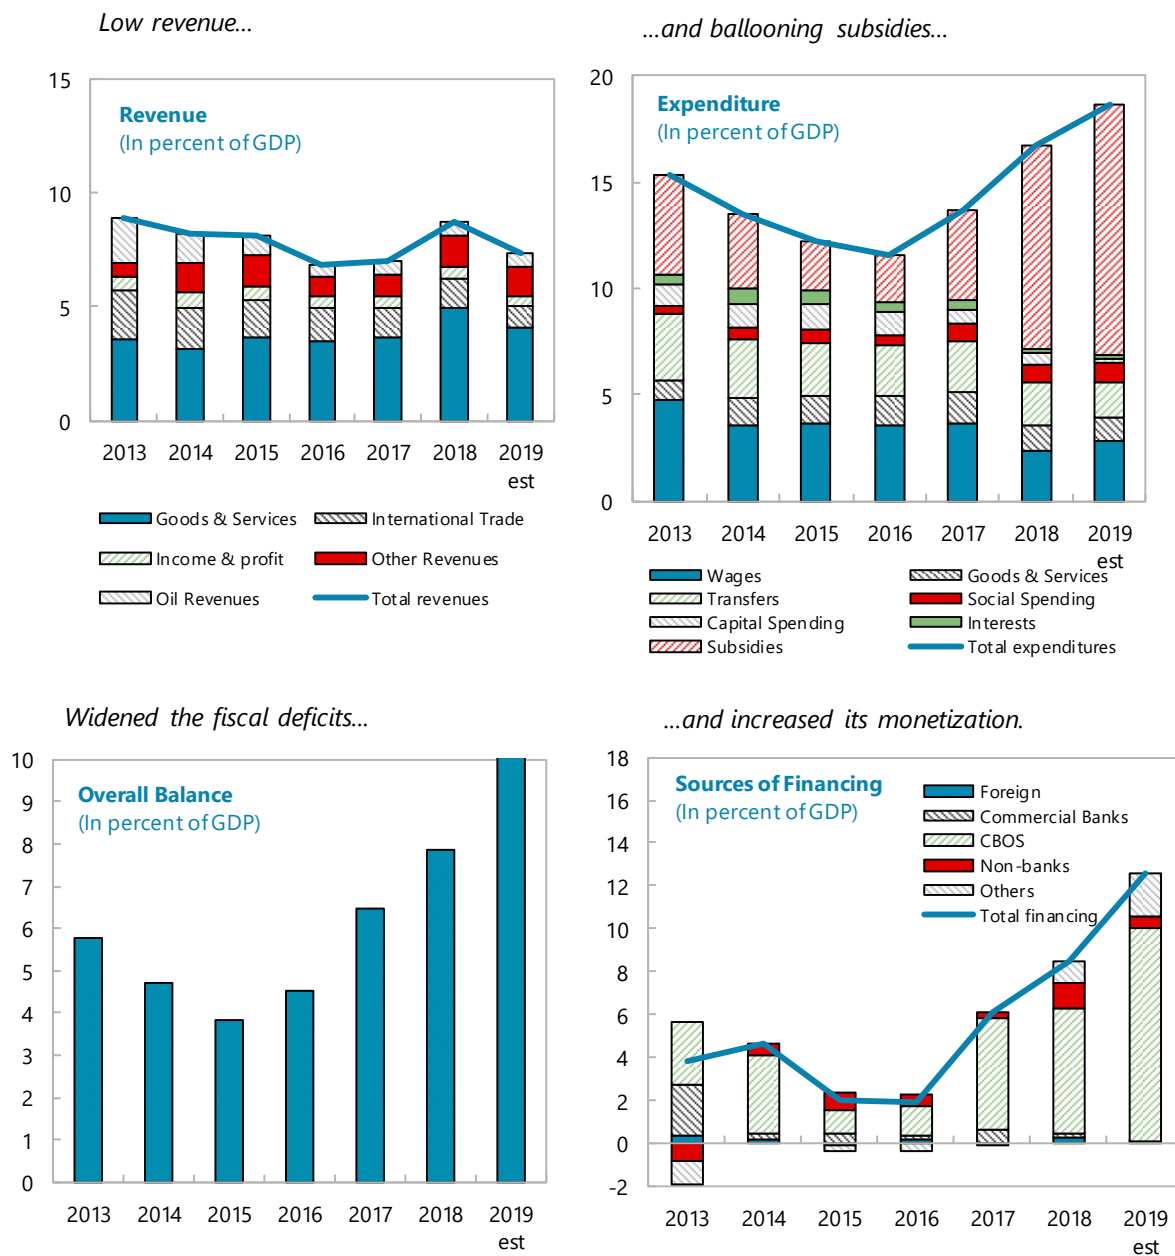 Low revenue...
15
10
5
0
Revenue
(In percent of GDP)
2013 2014 2015 2016 2017 2018 2019
est
Goods & Services International Trade
Income & profit Other Revenues
Oil Revenues Total revenues
...and ballooning subsidies...
20
15
10
5
0
Expenditure
(In percent of GDP)
2013 2014 2015 2016 2017 2018 2019
est
Wages Goods & Services
Transfers Social Spending
Capital Spending Interests
Subsidies Total expenditures
Widened the fiscal deficits...
10
9
8
7
6
5
4
3
2
1
0
Overall Balance
(In percent of GDP)
2013 2014 2015 2016 2017 2018 2019
est
...and increased its monetization.
18
16
14
12
10
8
6
4
2
0
-2
Sources of Financing
(In percent of GDP)
Foreign
Commercial Banks
CBOS
Non-banks
Others
Total financing
2013 2014 2015 2016 2017 2018 2019
est